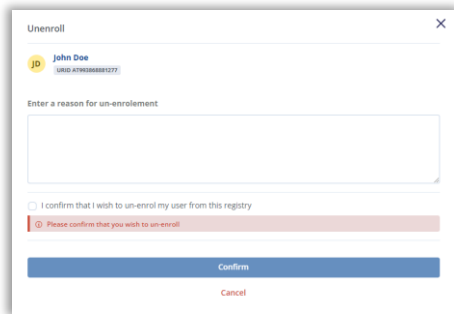 Unenroll
JD
John Doe
URID A7993868881277
Enter a reason for un-enrolement
I confirm that I wish to un-enrol my user from this registry
Please confirm that you wish to un-enroll
Confirm
Cancel